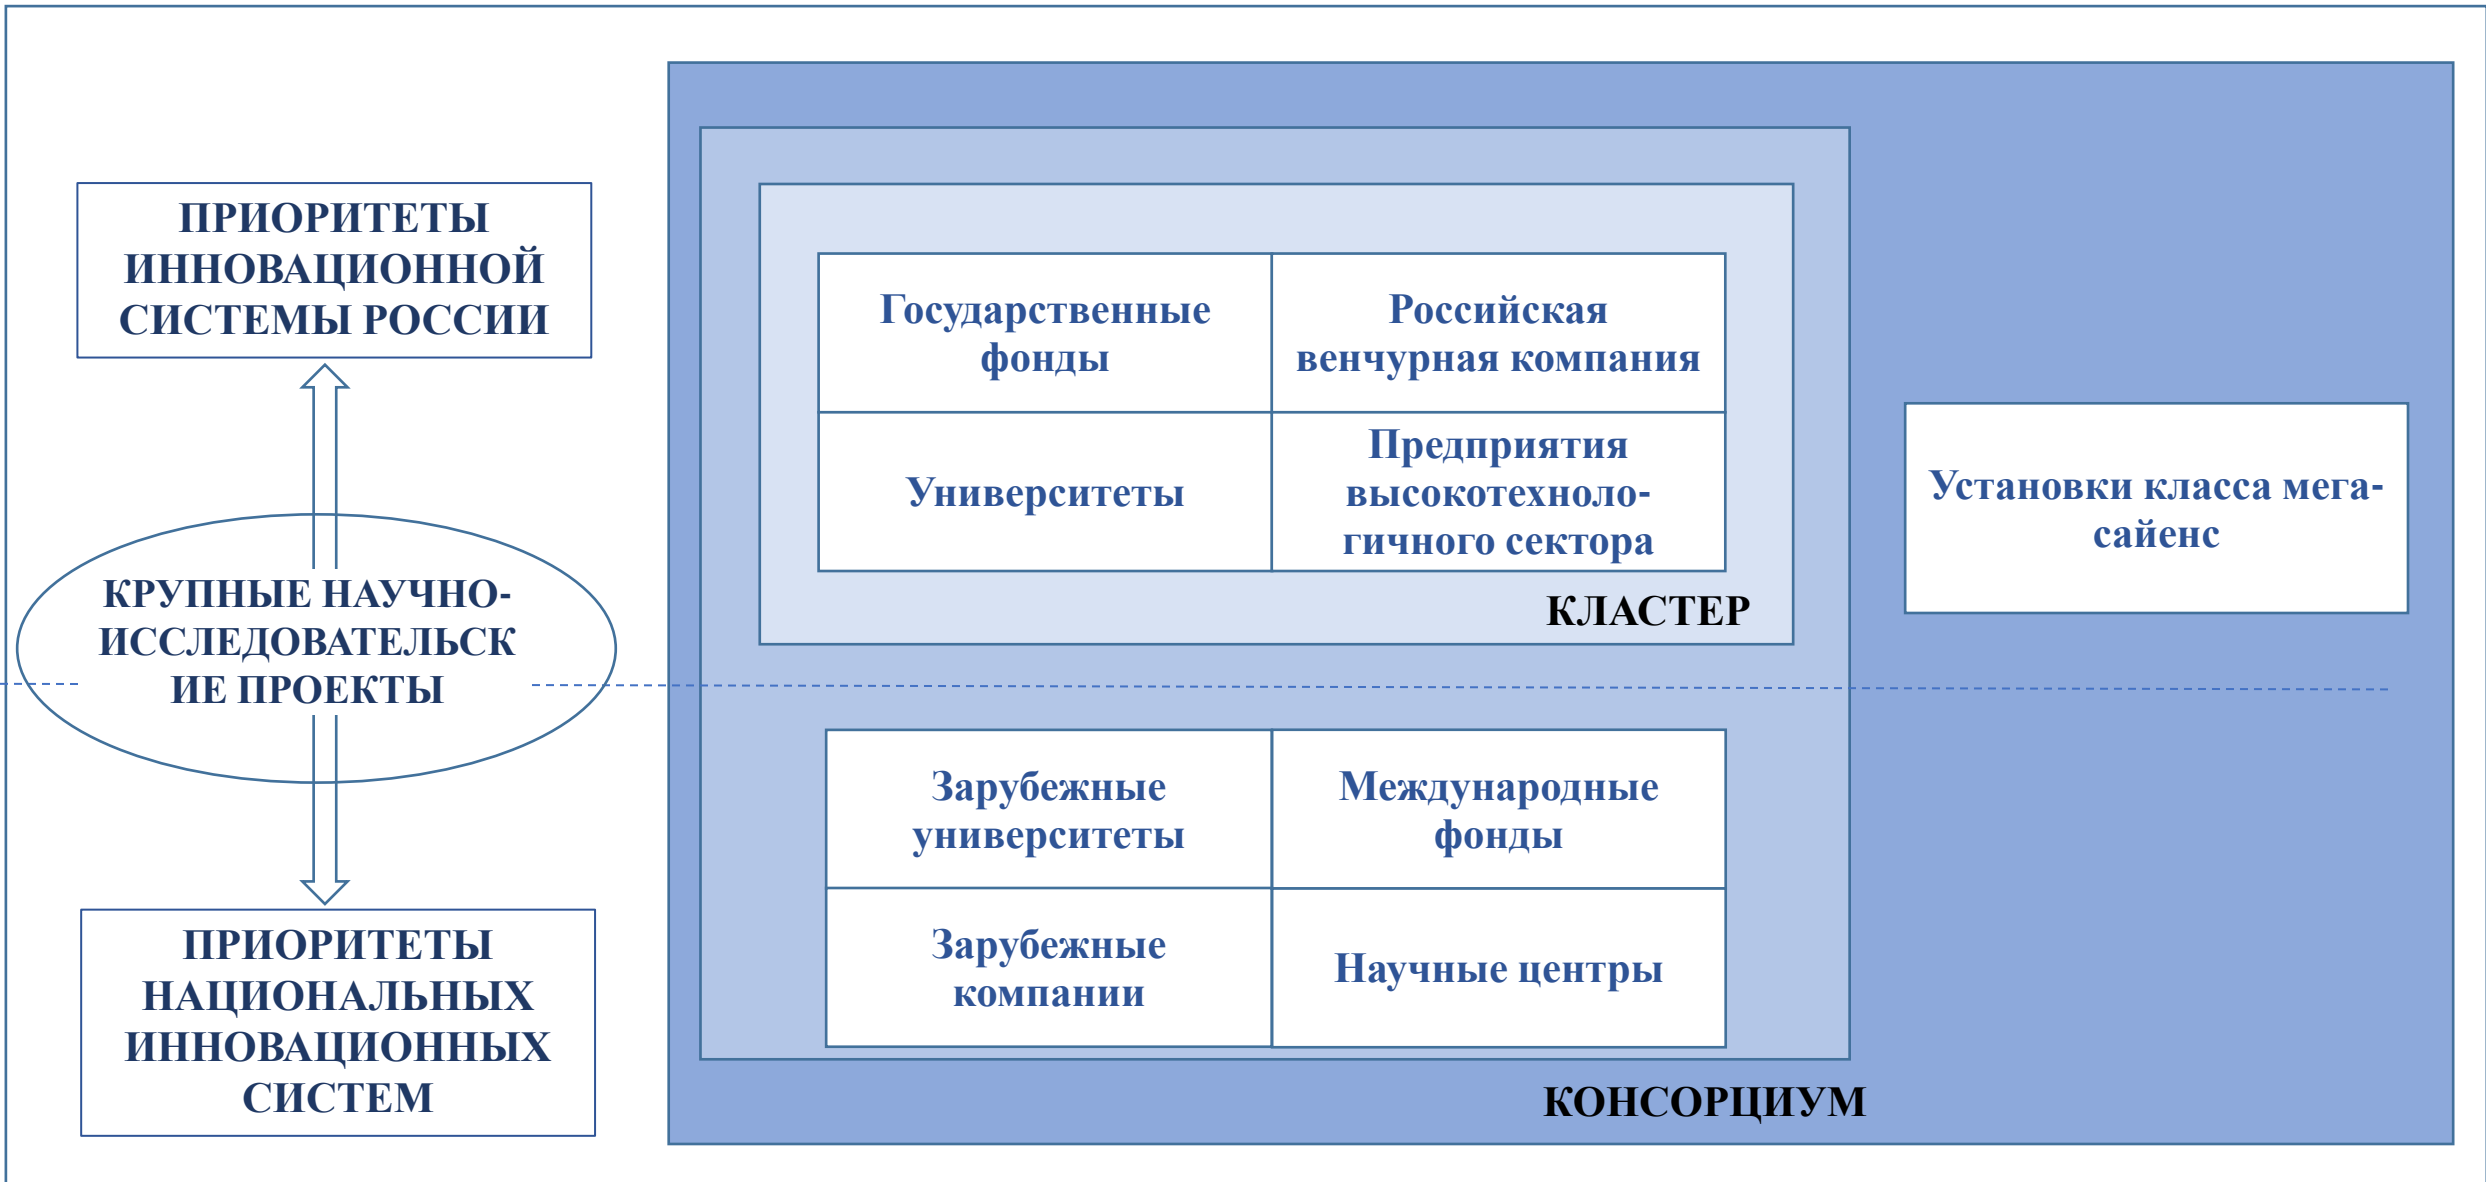 ПРИОРИТЕТЫ
ИННОВАЦИОННОЙ
СИСТЕМЫ РОССИИ
КРУПНЫЕ НАУЧНО-
ИССЛЕДОВАТЕЛЬСК
ИЕ ПРОЕКТЫ
ПРИОРИТЕТЫ
НАЦИОНАЛЬНЫХ
ИННОВАЦИОННЫХ
СИСТЕМ
Государственные
фонды
Российская
венчурная компания
Университеты
Предприятия
высокотехноло-
гичного сектора
КЛАСТЕР
Зарубежные
университеты
Международные
фонды
Зарубежные
компании
Научные центры
КОНСОРЦИУМ
Установки класса мега-
сайенс